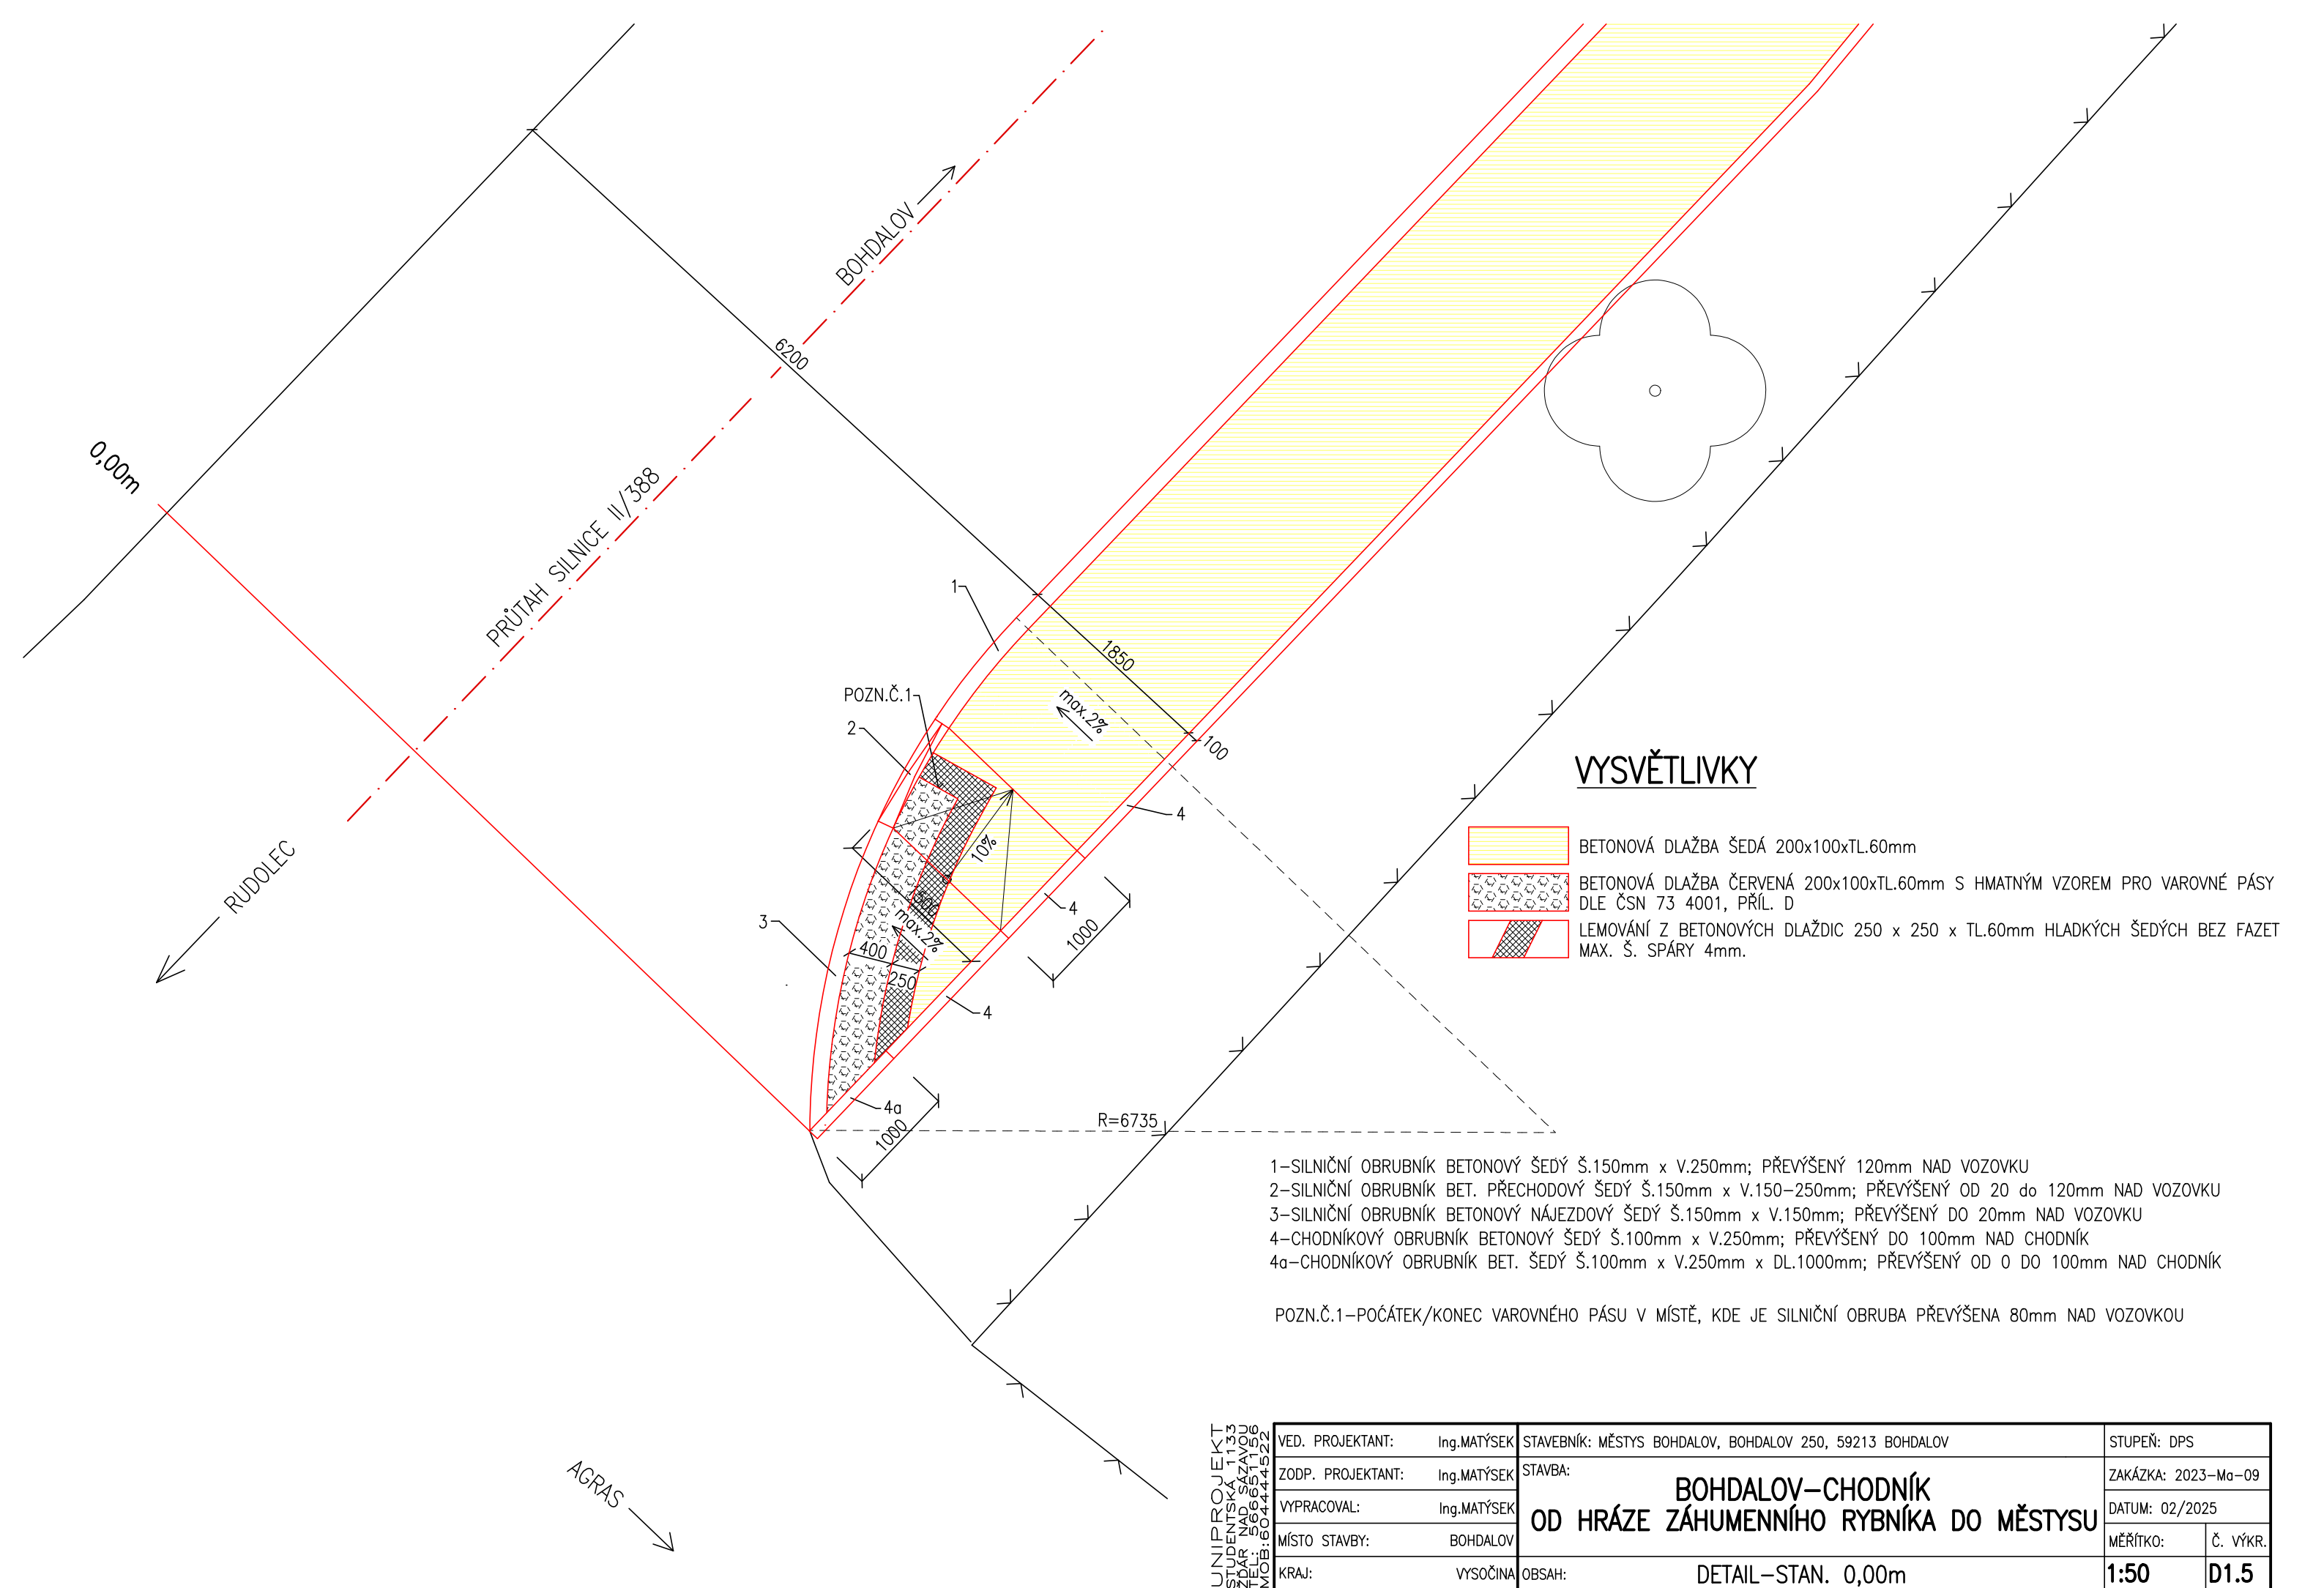 BOHDALOV
6200
0,00m
PRŮTAH SILNICE II/388
RUDOLEC
1
1850
max.2%
100
POZN.Č.1
2
10%
4
3
4
1000
max.2%
400
250
4
4a
1000
R=6735
AGRAS
VYSVĚTLIVKY
BETONOVÁ DLAŽBA ŠEDÁ 200x100xTL.60mm
BETONOVÁ DLAŽBA ČERVENÁ 200x100xTL.60mm S HMATNÝM VZOREM PRO VAROVNÉ PÁSY
DLE ČSN 73 4001, PŘÍL. D
LEMOVÁNÍ Z BETONOVÝCH DLAŽDIC 250 x 250 x TL.60mm HLADKÝCH ŠEDÝCH BEZ FAZET
MAX. Š. SPÁRY 4mm.
1-SILNIČNÍ OBRUBNÍK BETONOVÝ ŠEDÝ Š.150mm x V.250mm; PŘEVÝŠENÝ 120mm NAD VOZOVKU
2-SILNIČNÍ OBRUBNÍK BET. PŘECHODOVÝ ŠEDÝ Š.150mm x V.150-250mm; PŘEVÝŠENÝ OD 20 do 120mm NAD VOZOVKU
3-SILNIČNÍ OBRUBNÍK BETONOVÝ NÁJEZDOVÝ ŠEDÝ Š.150mm x V.150mm; PŘEVÝŠENÝ DO 20mm NAD VOZOVKU
4-CHODNÍKOVÝ OBRUBNÍK BETONOVÝ ŠEDÝ Š.100mm x V.250mm; PŘEVÝŠENÝ DO 100mm NAD CHODNÍK
4a-CHODNÍKOVÝ OBRUBNÍK BET. ŠEDÝ Š.100mm x V.250mm x DL.1000mm; PŘEVÝŠENÝ OD 0 DO 100mm NAD CHODNÍK
POZN.Č.1-POĆÁTEK/KONEC VAROVNÉHO PÁSU V MÍSTĚ, KDE JE SILNIČNÍ OBRUBA PŘEVÝŠENA 80mm NAD VOZOVKOU
UNIPROJEKT
STUDENTSKÁ 1133
ŽDÁR NAD SÁZAVOU
TEL.: 566651156
MOB:604444522
VED. PROJEKTANT: Ing.MATÝSEK
ZODP. PROJEKTANT: Ing.MATÝSEK
VYPRACOVAL: Ing.MATÝSEK
MÍSTO STAVBY: BOHDALOV
KRAJ: VYSOČINA
STAVEBNÍK: MĚSTYS BOHDALOV, BOHDALOV 250, 59213 BOHDALOV
STAVBA:
BOHDALOV-CHODNÍK
OD HRÁZE ZÁHUMENNÍHO RYBNÍKA DO MĚSTYSU
OBSAH: DETAIL-STAN. 0,00m
STUPEŇ: DPS
ZAKÁZKA: 2023-Ma-09
DATUM: 02/2025
MĚŘÍTKO: Č. VÝKR.
1:50 D1.5